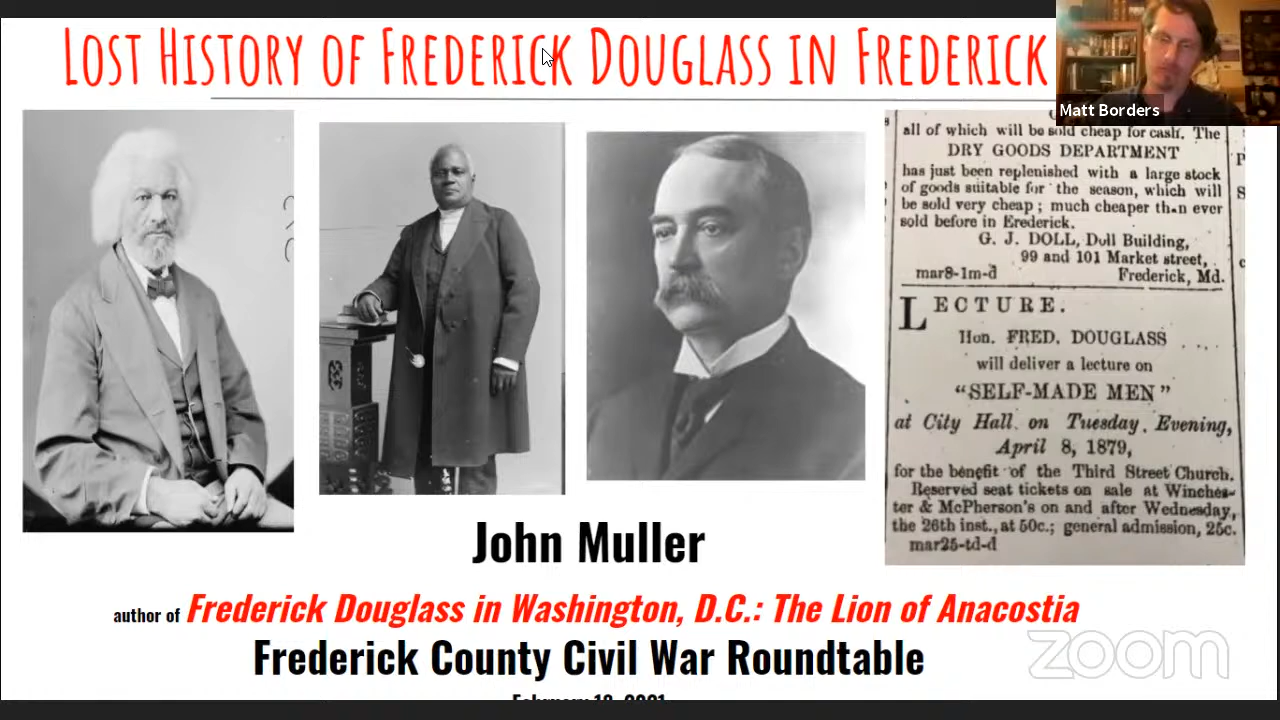 LOST HISTORY OF FREDERICK DOUGLASS IN FREDERICK
Matt Borders
all of which will be sold cheap for cash. The
DRY GOODS DEPARTMENT
has just been replenished with a large stock
of goods suitable for the season, which will
be sold very cheap; much cheaper than ever
sold before in Erederick.
G. J. DOLL, Doll Building,
99 and 101 Market street,
mar8-1m-d Frederick, Md.
LECTURE.
Hon. FRED. DOUGLASS
will deliver a lecture on
"SELF-MADE MEN"
at City Hall on Tuesday, Evening,
April 8, 1879,
for the benefit of the Third Street Church.
Reserved seat tickets on sale at Winches-
ter & McPherson's on and after Wednesday,
the 26th inst., at 50c.; general admission, 25c.
mar25-td-d
John Muller
author of Frederick Douglass in Washington, D.C.: The Lion of Anacostia
Frederick County Civil War Roundtable
zoom